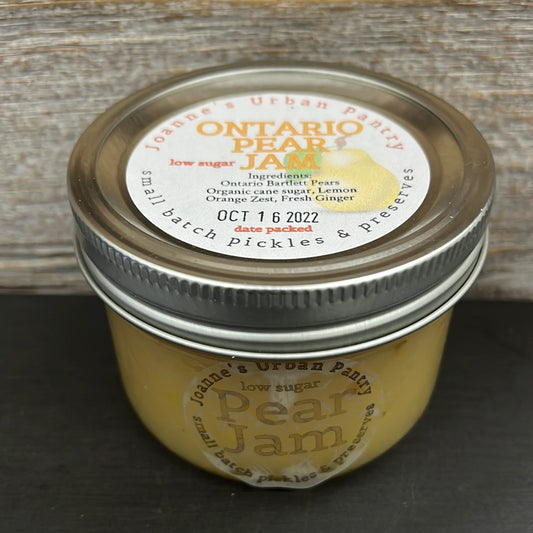 Joanne's Urban Pantry
ONTARIO
PEAR
low sugar JAM
Ingredients:
Ontario Bartlett Pears
Organic cane sugar, Lemon
Orange Zest, Fresh Ginger
OCT 16 2022
date packed
small batch pickles & preserves
Joanne's Urban Pantry
low sugar
Pear
Jam
small batch pickles & preserves